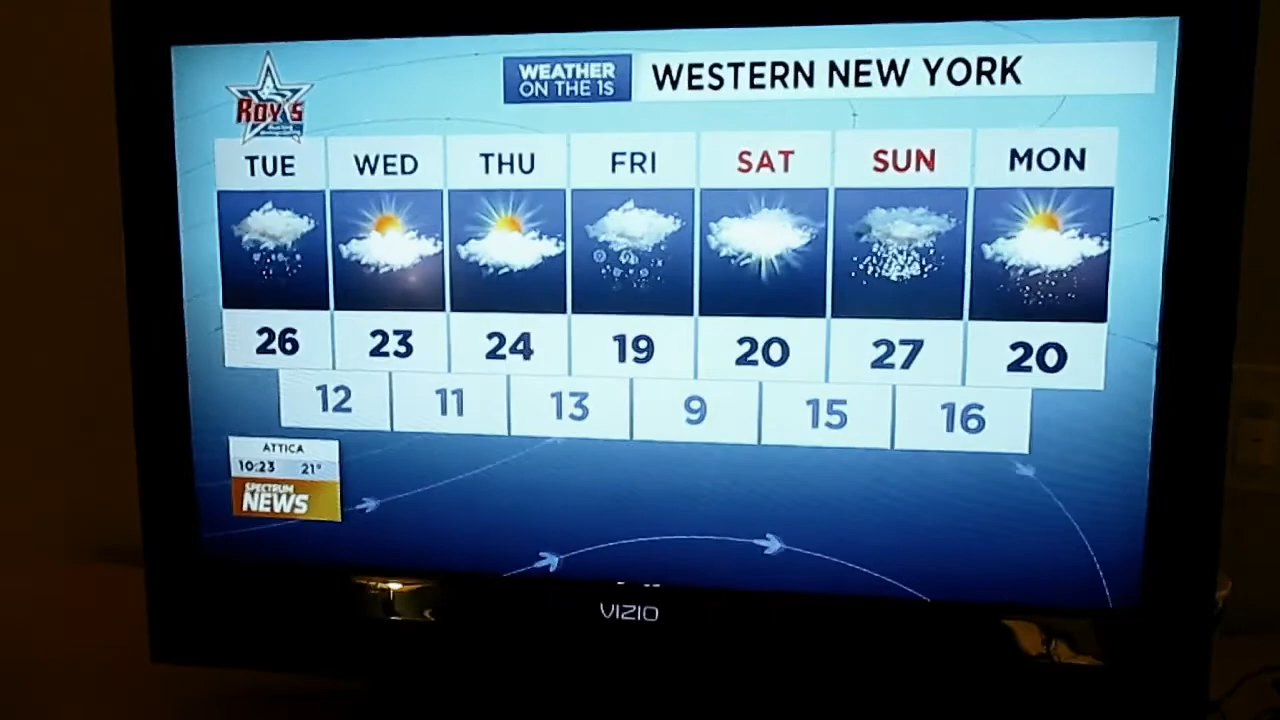 ROY'S
WEATHER
ON THE 1S
WESTERN NEW YORK
TUE WED THU FRI SAT SUN MON
26 23 24 19 20 27 20
12 11 13 9 15 16
ATTICA
10:23 21°
SPECTRUM
NEWS
VIZIO